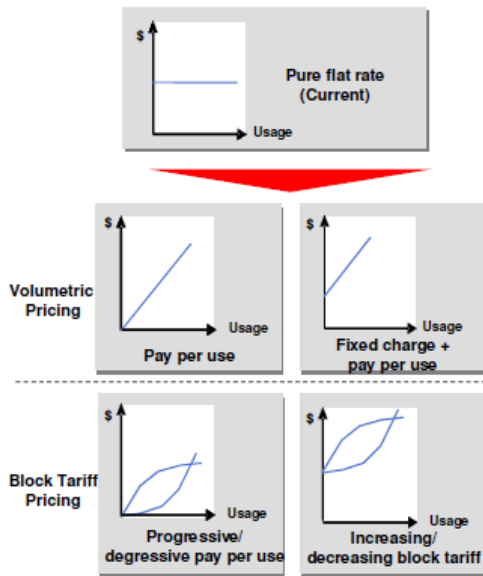 $
Pure flat rate
(Current)
Usage
$
$
Volumetric
Pricing
Usage
Usage
Pay per use
Fixed charge +
pay per use
$
$
Block Tariff
Pricing
Usage
Usage
Progressive/
degressive pay per use
Increasing/
decreasing block tariff